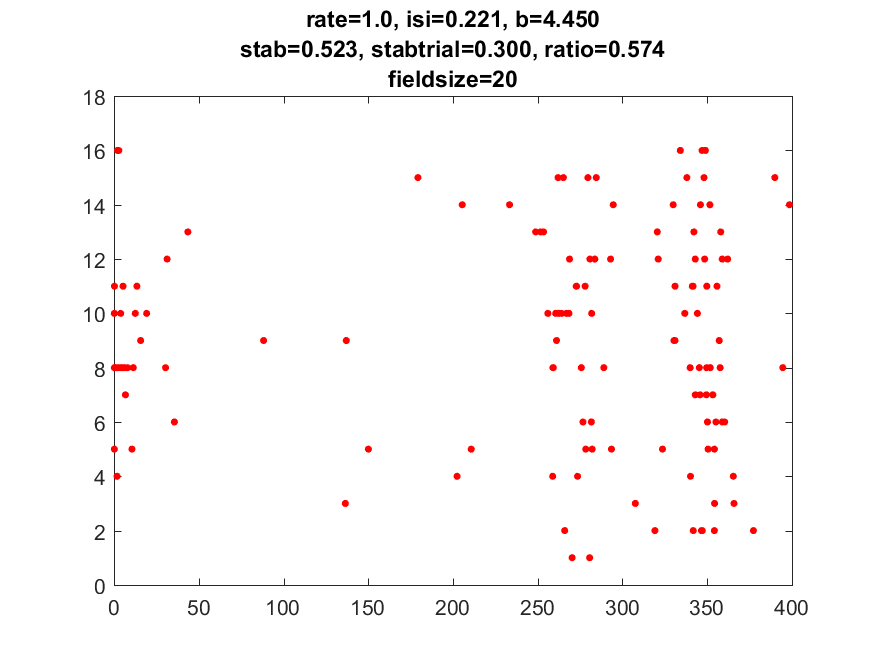 rate=1.0, isi=0.221, b=4.450
stab=0.523, stabtrial=0.300, ratio=0.574
fieldsize=20
18
16
14
12
10
8
6
4
2
0
0 50 100 150 200 250 300 350 400